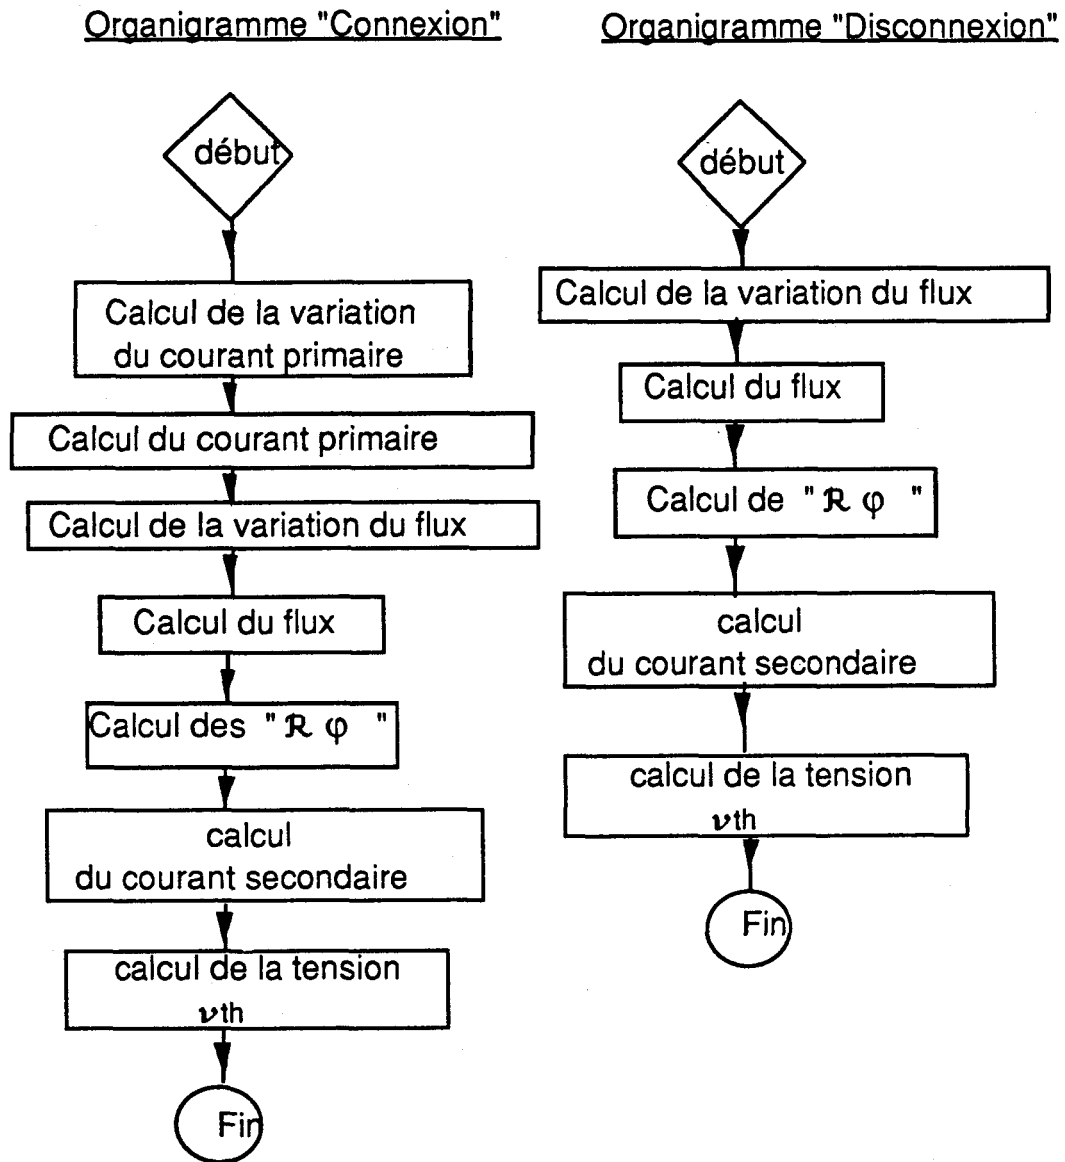 Organigramme "Connexion"
début
Calcul de la variation
du courant primaire
Calcul du courant primaire
Calcul de la variation du flux
Calcul du flux
Calcul des " ℛ φ "
calcul
du courant secondaire
calcul de la tension
νth
Fin
Organigramme "Disconnexion"
début
Calcul de la variation du flux
Calcul du flux
Calcul de " ℛ φ "
calcul
du courant secondaire
calcul de la tension
νth
Fin